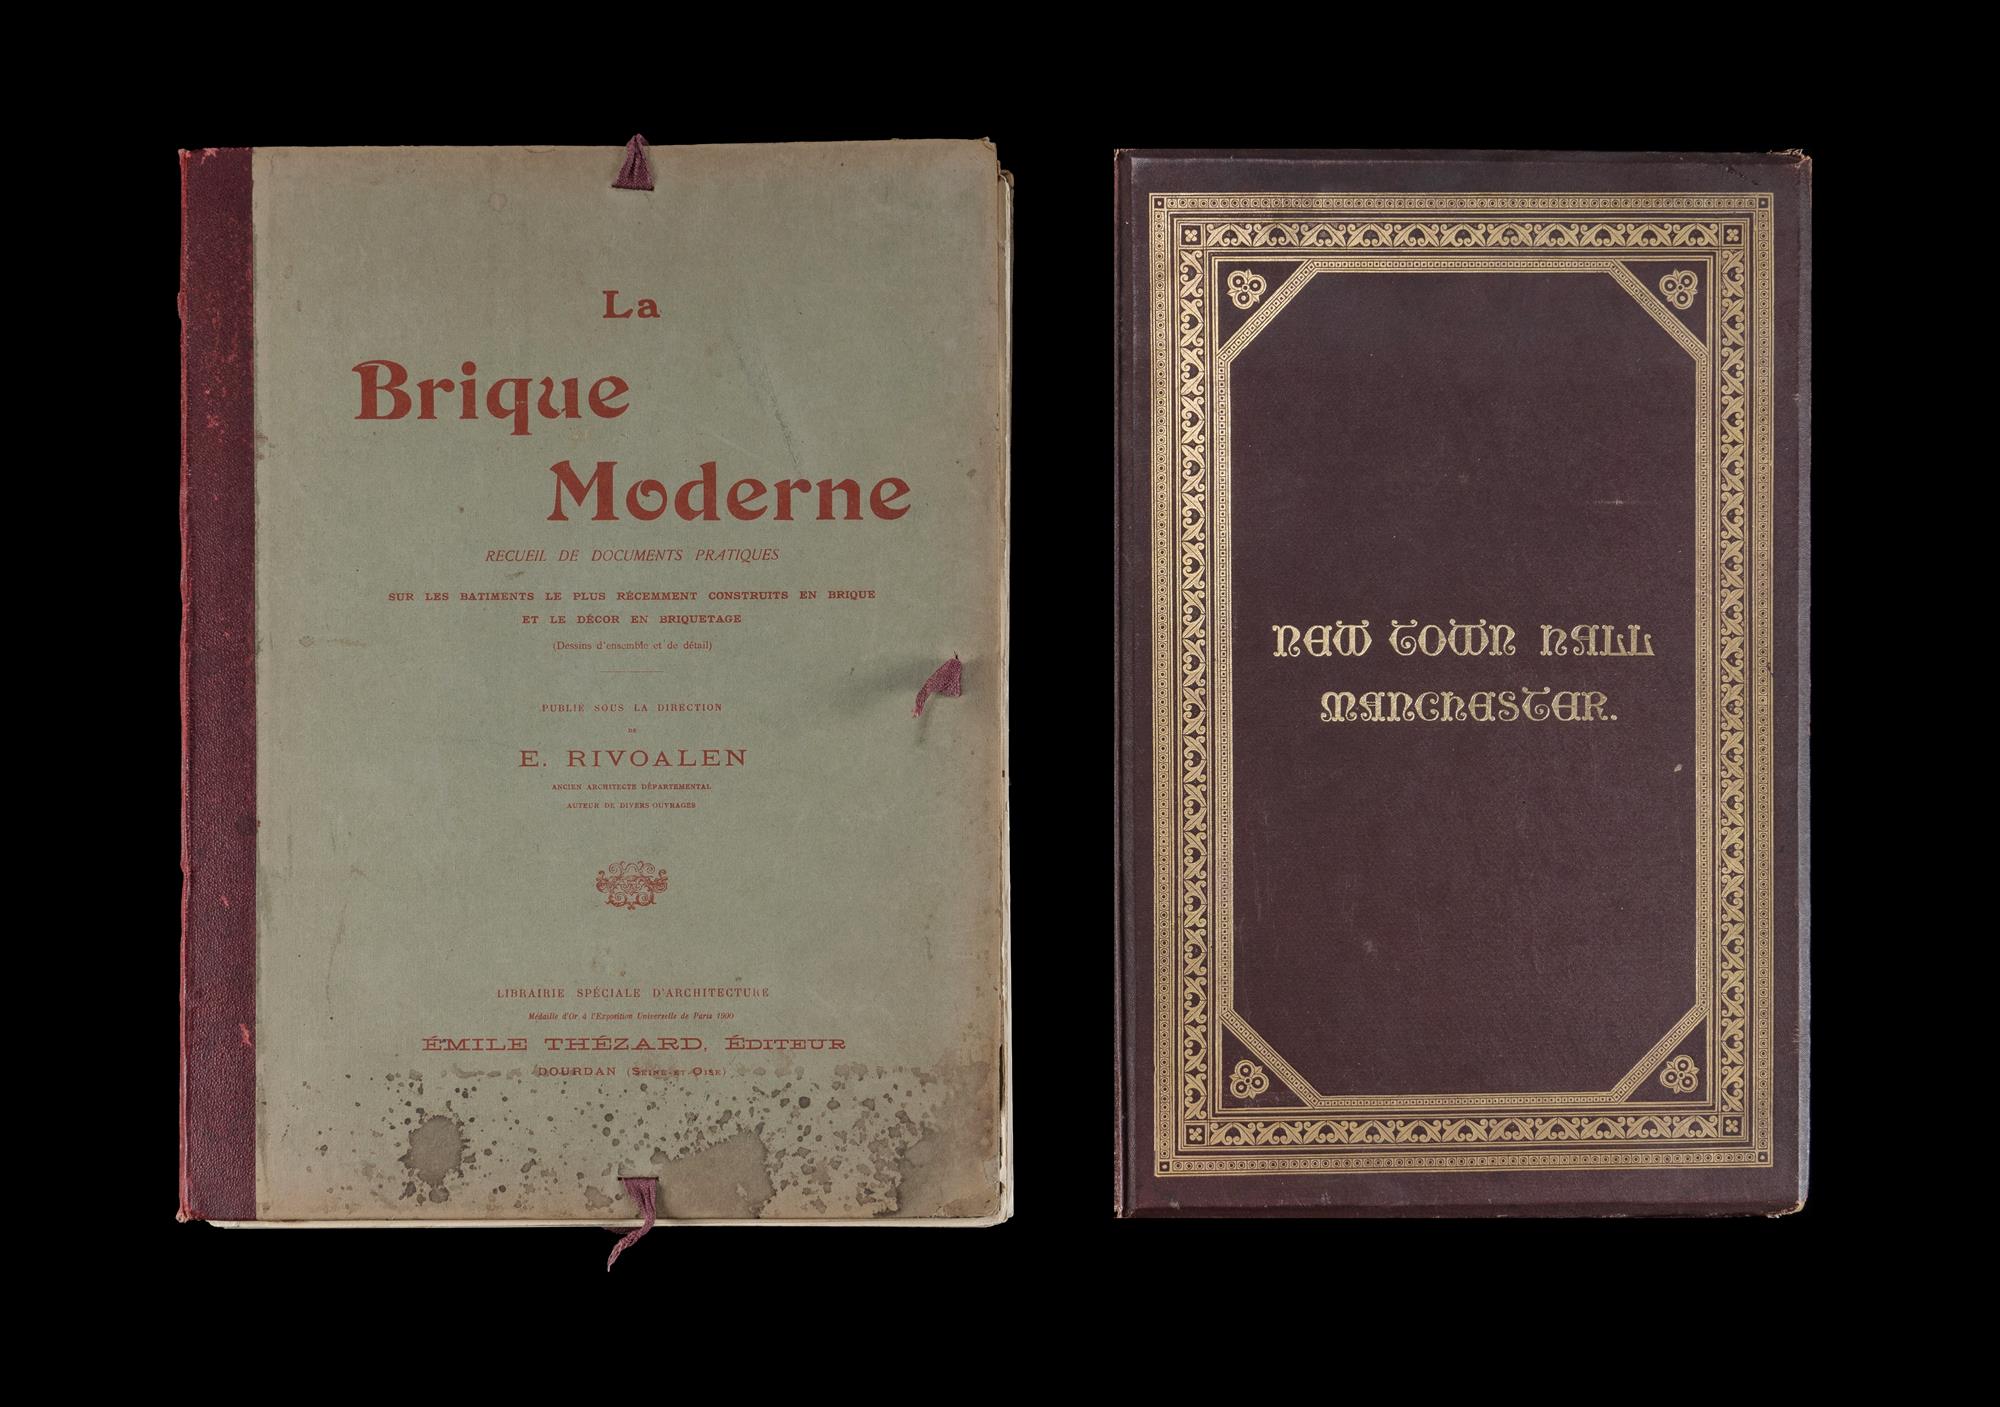 La
Brique
Moderne
RECUEIL DE DOCUMENTS PRATIQUES
SUR LES BATIMENTS LE PLUS RÉCEMMENT CONSTRUITS EN BRIQUE
ET LE DÉCOR EN BRIQUETAGE
(Dessins d'ensemble et de détail)
PUBLIÉ SOUS LA DIRECTION
DE
E. RIVOALEN
ANCIEN ARCHITECTE DÉPARTEMENTAL
AUTEUR DE DIVERS OUVRAGES
LIBRAIRIE SPÉCIALE D'ARCHITECTURE
Médaille d'Or à l'Exposition Universelle de Paris 1900
ÉMILE THÉZARD, ÉDITEUR
DOURDAN (SEINE-ET-OISE)
NEW TOWN HALL
MANCHESTER.